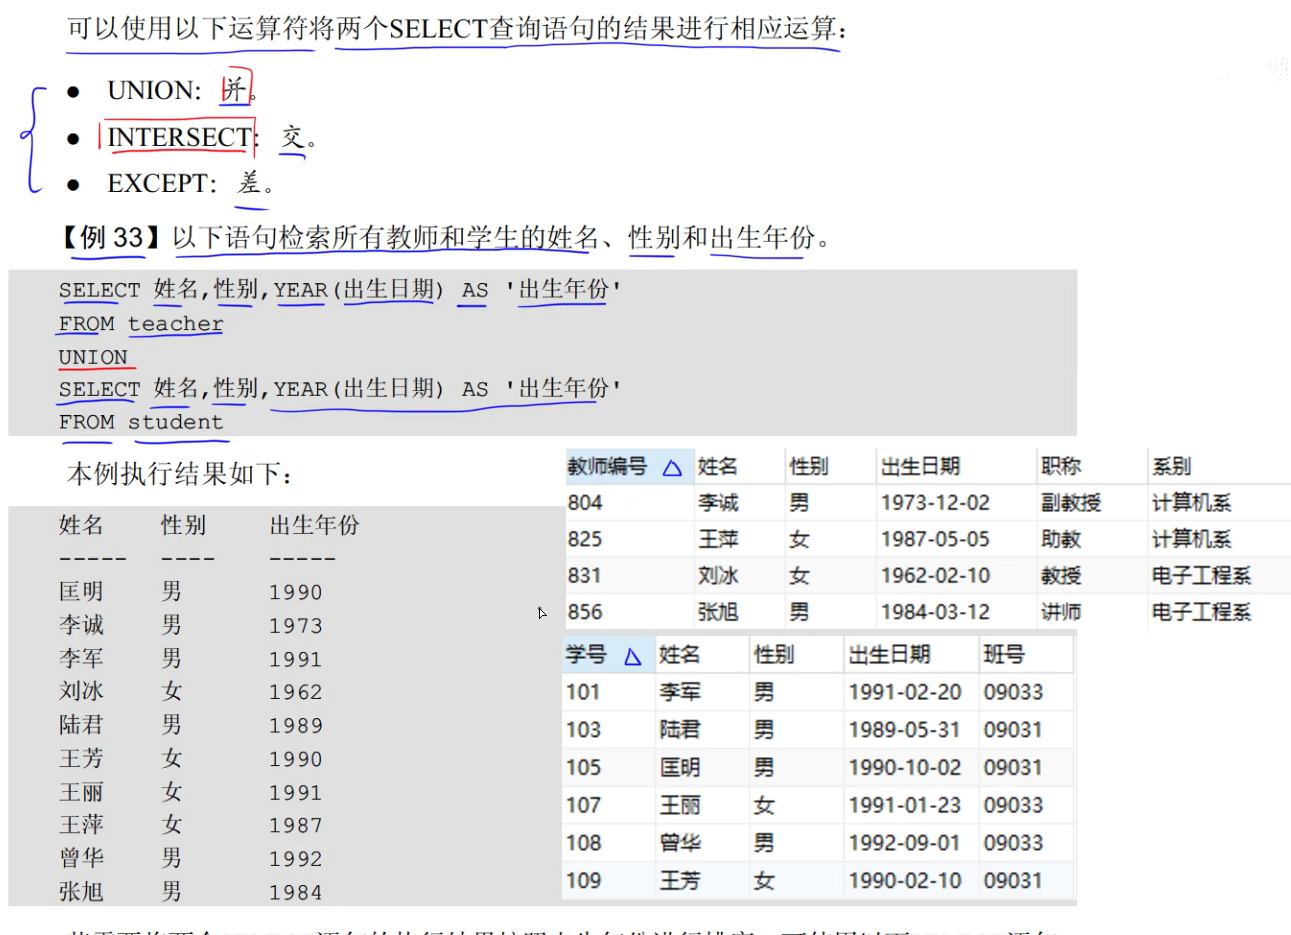 可以使用以下运算符将两个SELECT查询语句的结果进行相应运算：
● UNION：并。
● INTERSECT：交。
● EXCEPT：差。
【例 33】以下语句检索所有教师和学生的姓名、性别和出生年份。
SELECT 姓名,性别,YEAR(出生日期) AS '出生年份'
FROM teacher
UNION
SELECT 姓名,性别,YEAR(出生日期) AS '出生年份'
FROM student
本例执行结果如下：
姓名 性别 出生年份
----- ---- -----
匡明 男 1990
李诚 男 1973
李军 男 1991
刘冰 女 1962
陆君 男 1989
王芳 女 1990
王丽 女 1991
王萍 女 1987
曾华 男 1992
张旭 男 1984
教师编号 姓名 性别 出生日期 职称 系别
804 李诚 男 1973-12-02 副教授 计算机系
825 王萍 女 1987-05-05 助教 计算机系
831 刘冰 女 1962-02-10 教授 电子工程系
856 张旭 男 1984-03-12 讲师 电子工程系
学号 姓名 性别 出生日期 班号
101 李军 男 1991-02-20 09033
103 陆君 男 1989-05-31 09031
105 匡明 男 1990-10-02 09031
107 王丽 女 1991-01-23 09033
108 曾华 男 1992-09-01 09033
109 王芳 女 1990-02-10 09031